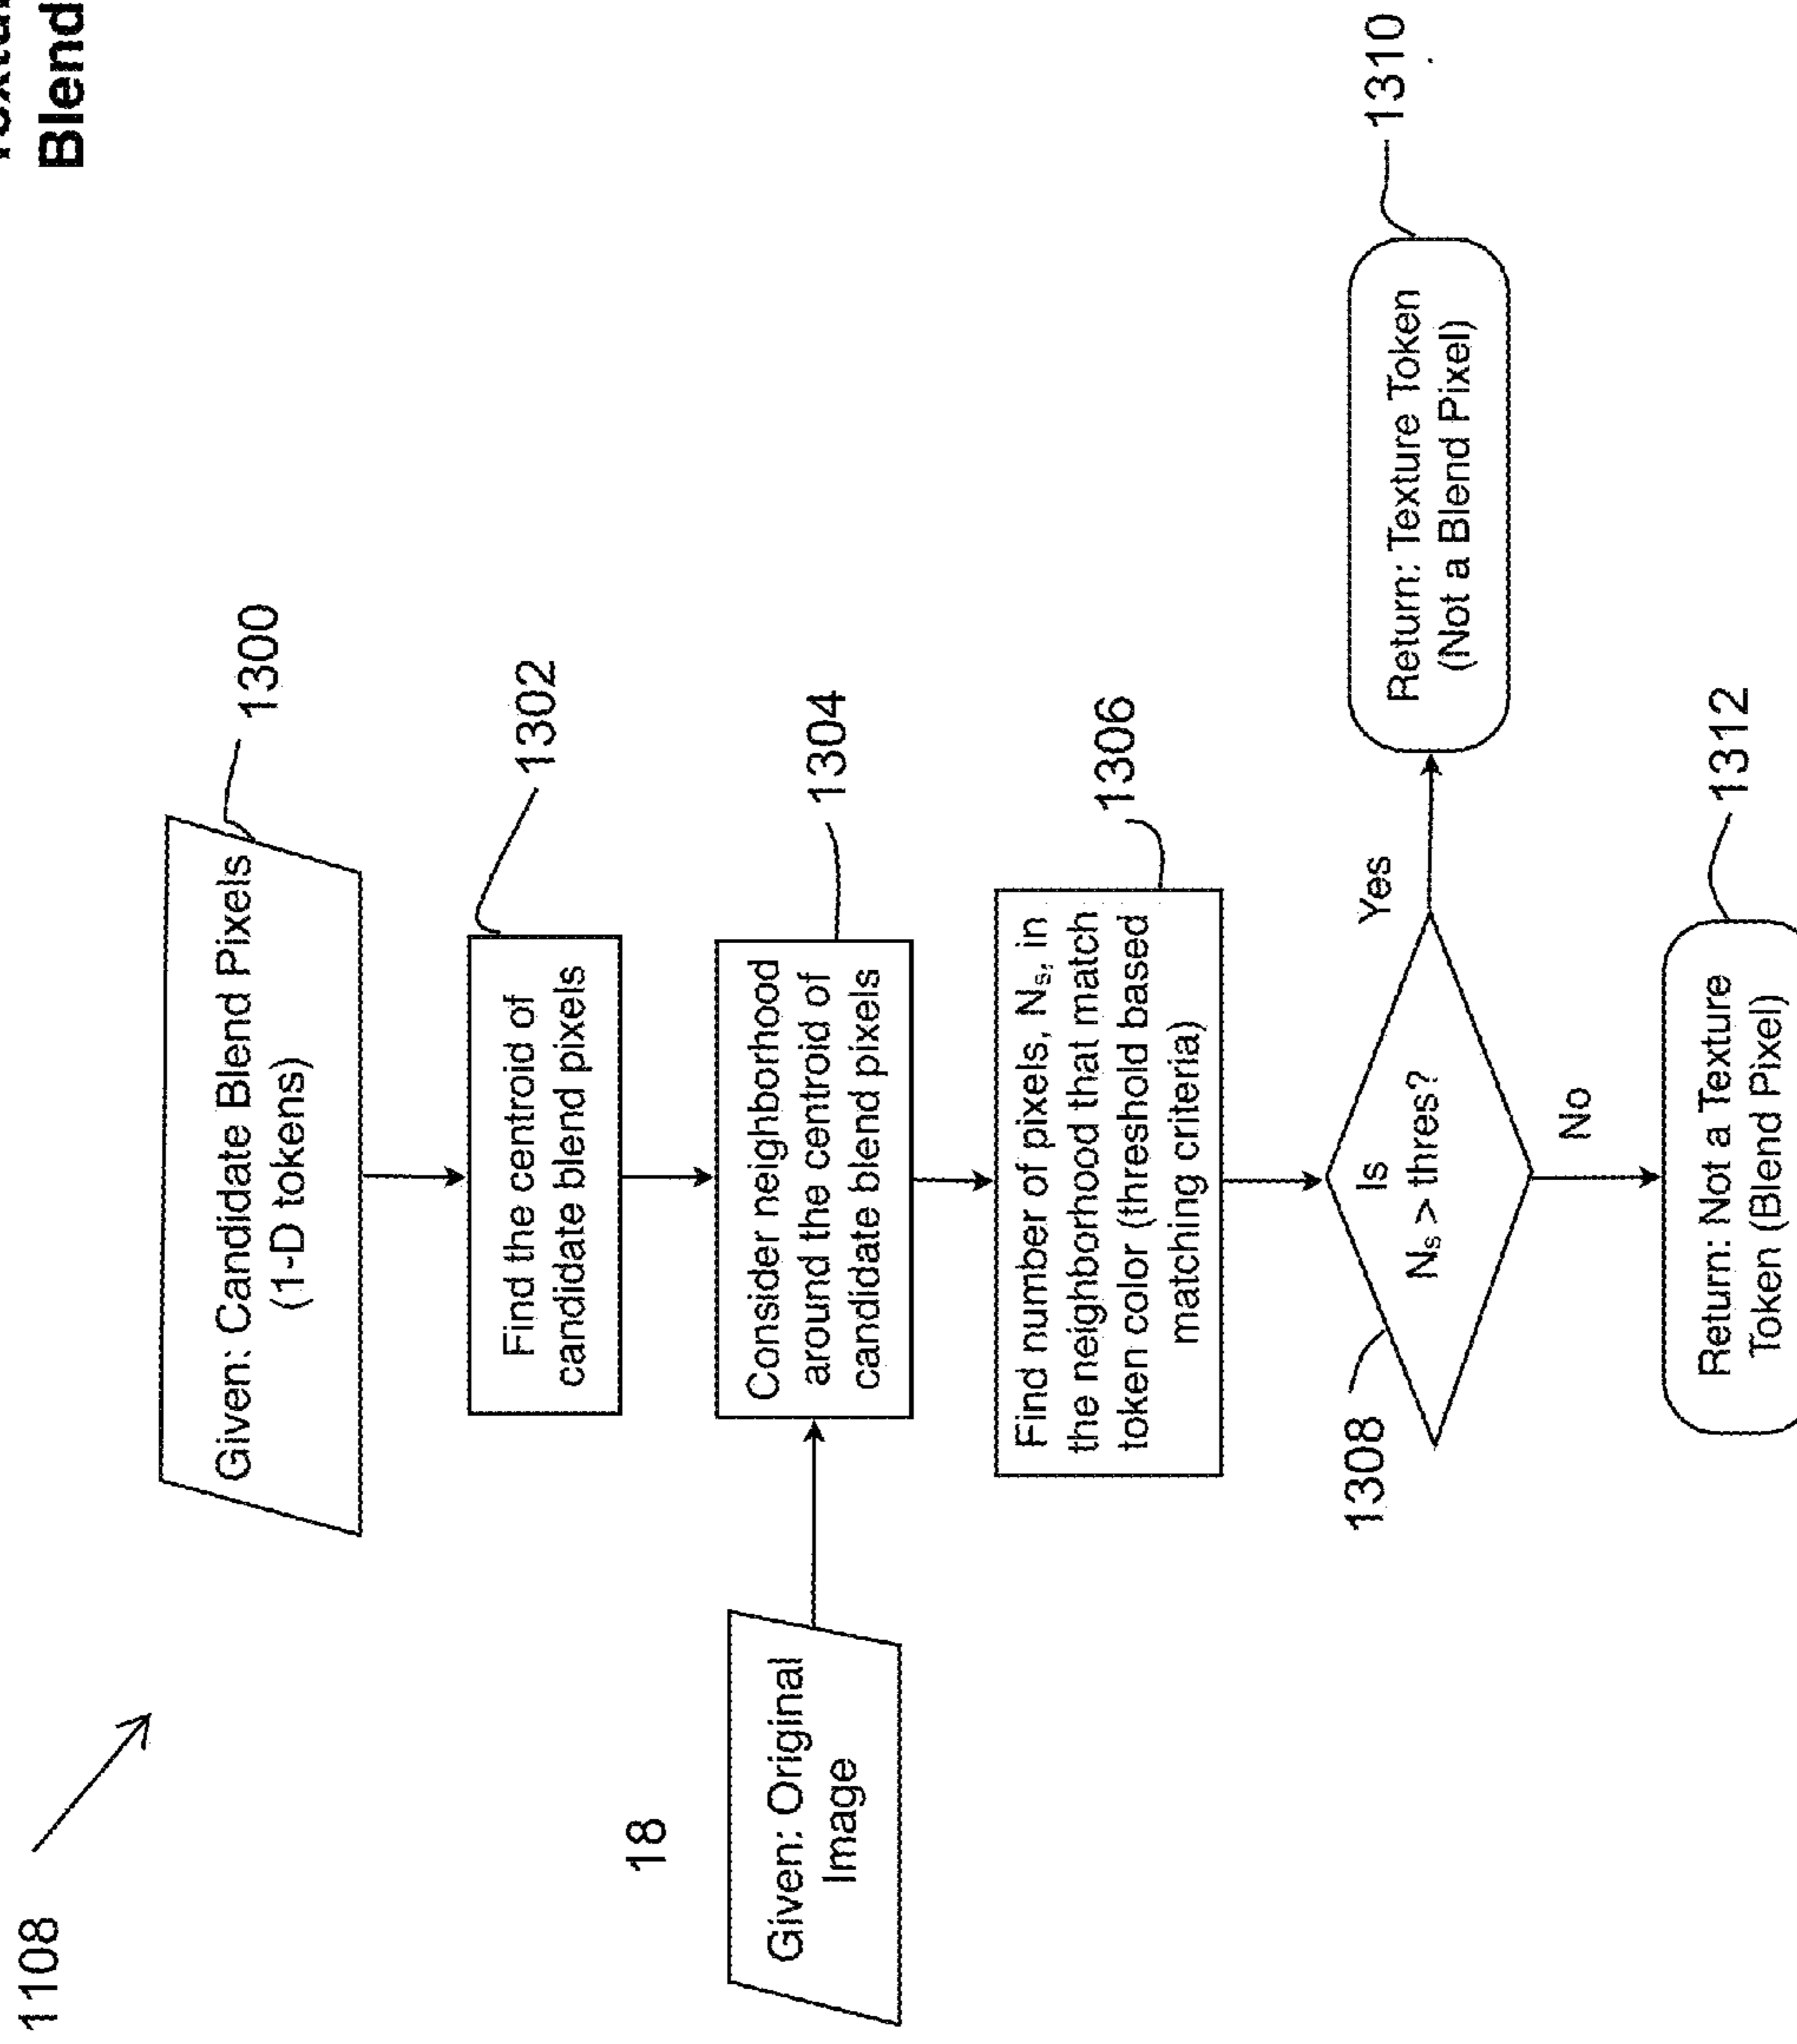 Blend
1108
Given: Candidate Blend Pixels
(1-D tokens)
1300
Find the centroid of
candidate blend pixels
1302
18
Given: Original
Image
Consider neighborhood
around the centroid of
candidate blend pixels
1304
Find number of pixels, Ns, in
the neighborhood that match
token color (threshold based
matching criteria)
1306
1308
Is
Ns > thres?
Yes
Return: Texture Token
(Not a Blend Pixel)
1310
No
Return: Not a Texture
Token (Blend Pixel)
1312